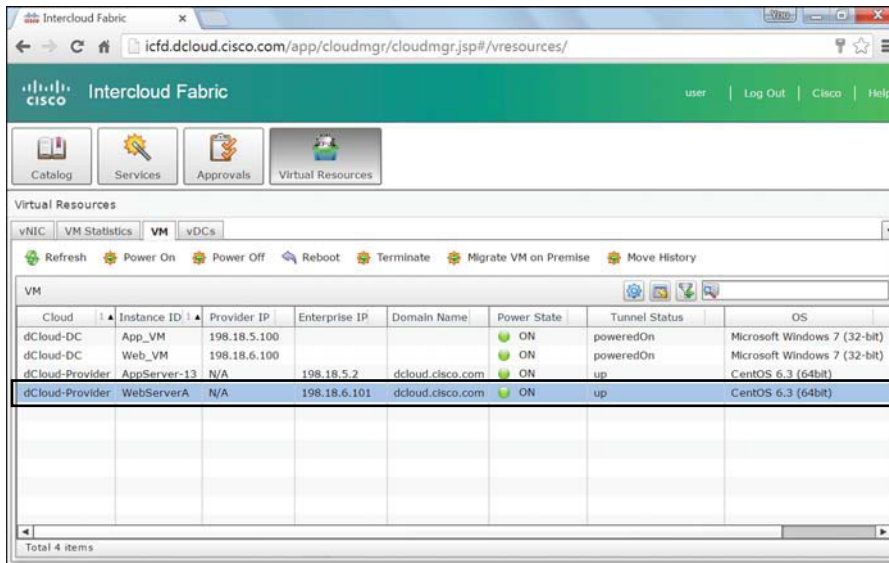 Intercloud Fabric
icfd.dcloud.cisco.com/app/cloudmgr/cloudmgr.jsp#/vresources/
cisco Intercloud Fabric user | Log Out | Cisco | Help
Catalog Services Approvals Virtual Resources
Virtual Resources
vNIC VM Statistics VM vDCs
Refresh Power On Power Off Reboot Terminate Migrate VM on Premise Move History
VM
Cloud 1 Instance ID 1 Provider IP Enterprise IP Domain Name Power State Tunnel Status OS
dCloud-DC App_VM 198.18.5.100 ON poweredOn Microsoft Windows 7 (32-bit)
dCloud-DC Web_VM 198.18.6.100 ON poweredOn Microsoft Windows 7 (32-bit)
dCloud-Provider AppServer-13 N/A 198.18.5.2 dcloud.cisco.com ON up CentOS 6.3 (64bit)
dCloud-Provider WebServerA N/A 198.18.6.101 dcloud.cisco.com ON up CentOS 6.3 (64bit)
Total 4 items